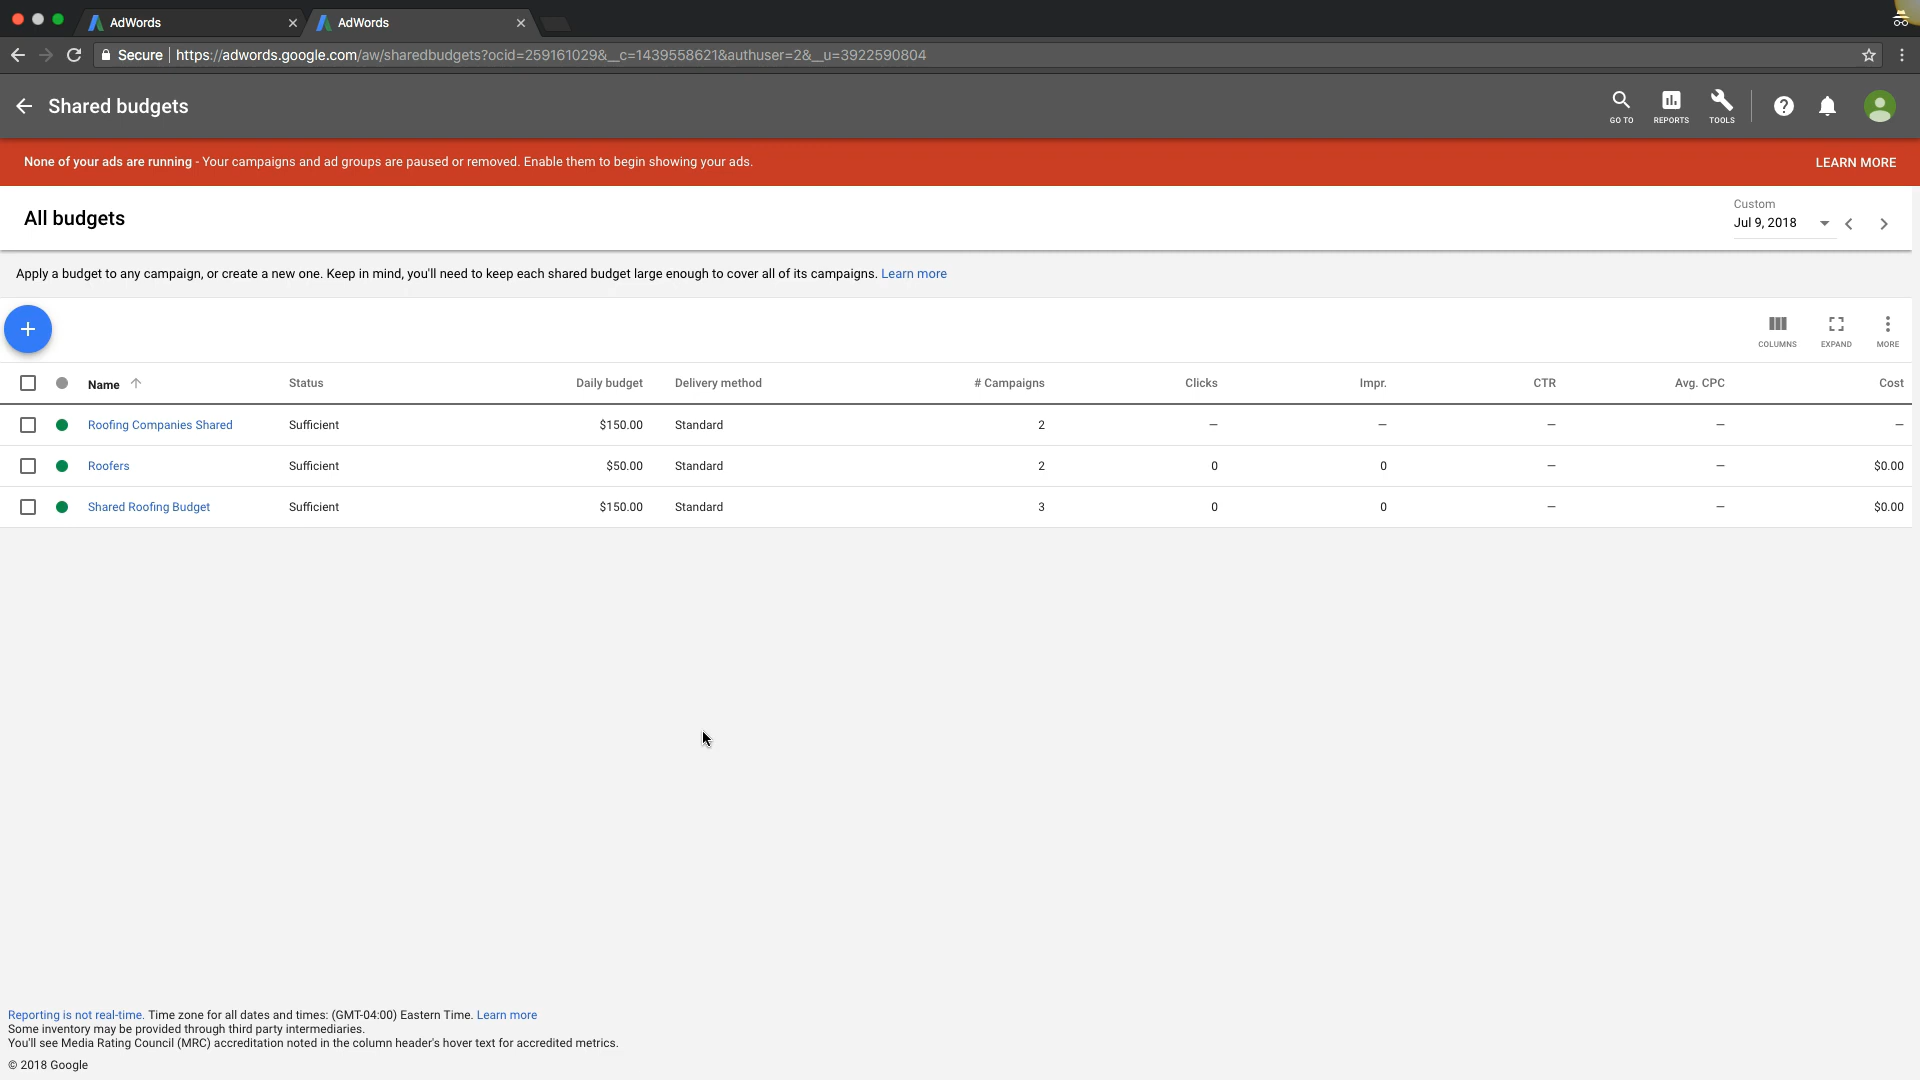 AdWords
AdWords
Secure https://adwords.google.com/aw/sharedbudgets?ocid=259161029&__c=1439558621&authuser=2&__u=3922590804
Shared budgets
GO TO REPORTS TOOLS
None of your ads are running - Your campaigns and ad groups are paused or removed. Enable them to begin showing your ads. LEARN MORE
All budgets
Custom
Jul 9, 2018
Apply a budget to any campaign, or create a new one. Keep in mind, you'll need to keep each shared budget large enough to cover all of its campaigns. Learn more
COLUMNS EXPAND MORE
Name Status Daily budget Delivery method # Campaigns Clicks Impr. CTR Avg. CPC Cost
Roofing Companies Shared Sufficient $150.00 Standard 2 — — — — —
Roofers Sufficient $50.00 Standard 2 0 0 — — $0.00
Shared Roofing Budget Sufficient $150.00 Standard 3 0 0 — — $0.00
Reporting is not real-time. Time zone for all dates and times: (GMT-04:00) Eastern Time. Learn more
Some inventory may be provided through third party intermediaries.
You'll see Media Rating Council (MRC) accreditation noted in the column header's hover text for accredited metrics.
© 2018 Google